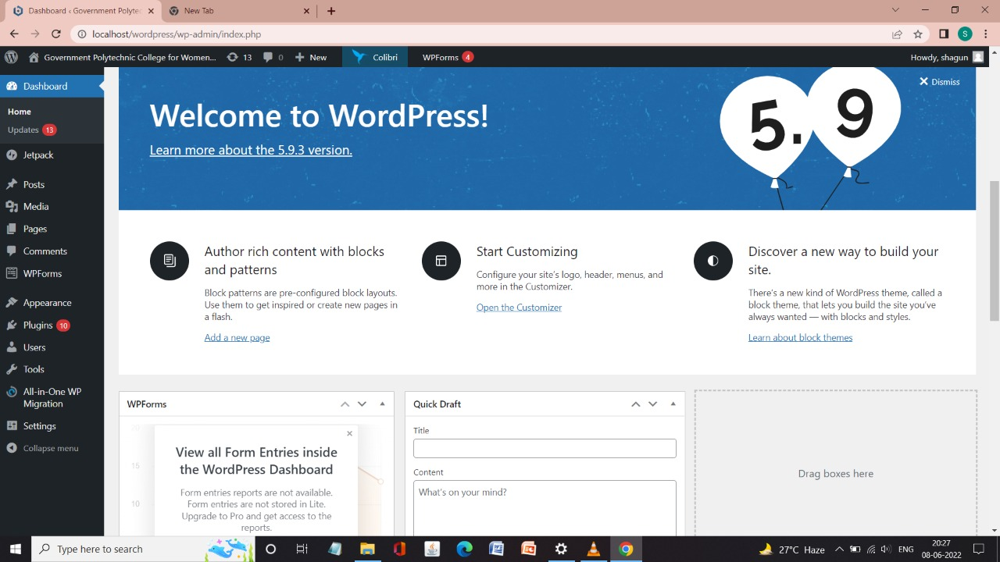 Dashboard ‹ Government Polytec
New Tab
localhost/wordpress/wp-admin/index.php
S
Government Polytechnic College for Women...
13
0
New
Colibri
WPForms 4
Howdy, shagun
Dashboard
Home
Updates 13
Jetpack
Posts
Media
Pages
Comments
WPForms
Appearance
Plugins 10
Users
Tools
All-in-One WP
Migration
Settings
Collapse menu
Dismiss
Welcome to WordPress!
Learn more about the 5.9.3 version.
5.9
Author rich content with blocks
and patterns
Block patterns are pre-configured block layouts.
Use them to get inspired or create new pages in
a flash.
Add a new page
Start Customizing
Configure your site's logo, header, menus, and
more in the Customizer.
Open the Customizer
Discover a new way to build your
site.
There's a new kind of WordPress theme, called a
block theme, that lets you build the site you've
always wanted — with blocks and styles.
Learn about block themes
WPForms
20
15
10
View all Form Entries inside
the WordPress Dashboard
Form entries reports are not available.
Form entries are not stored in Lite.
Upgrade to Pro and get access to the
reports.
Quick Draft
Title
Content
What's on your mind?
Drag boxes here
Type here to search
27°C Haze
ENG
20:27
08-06-2022